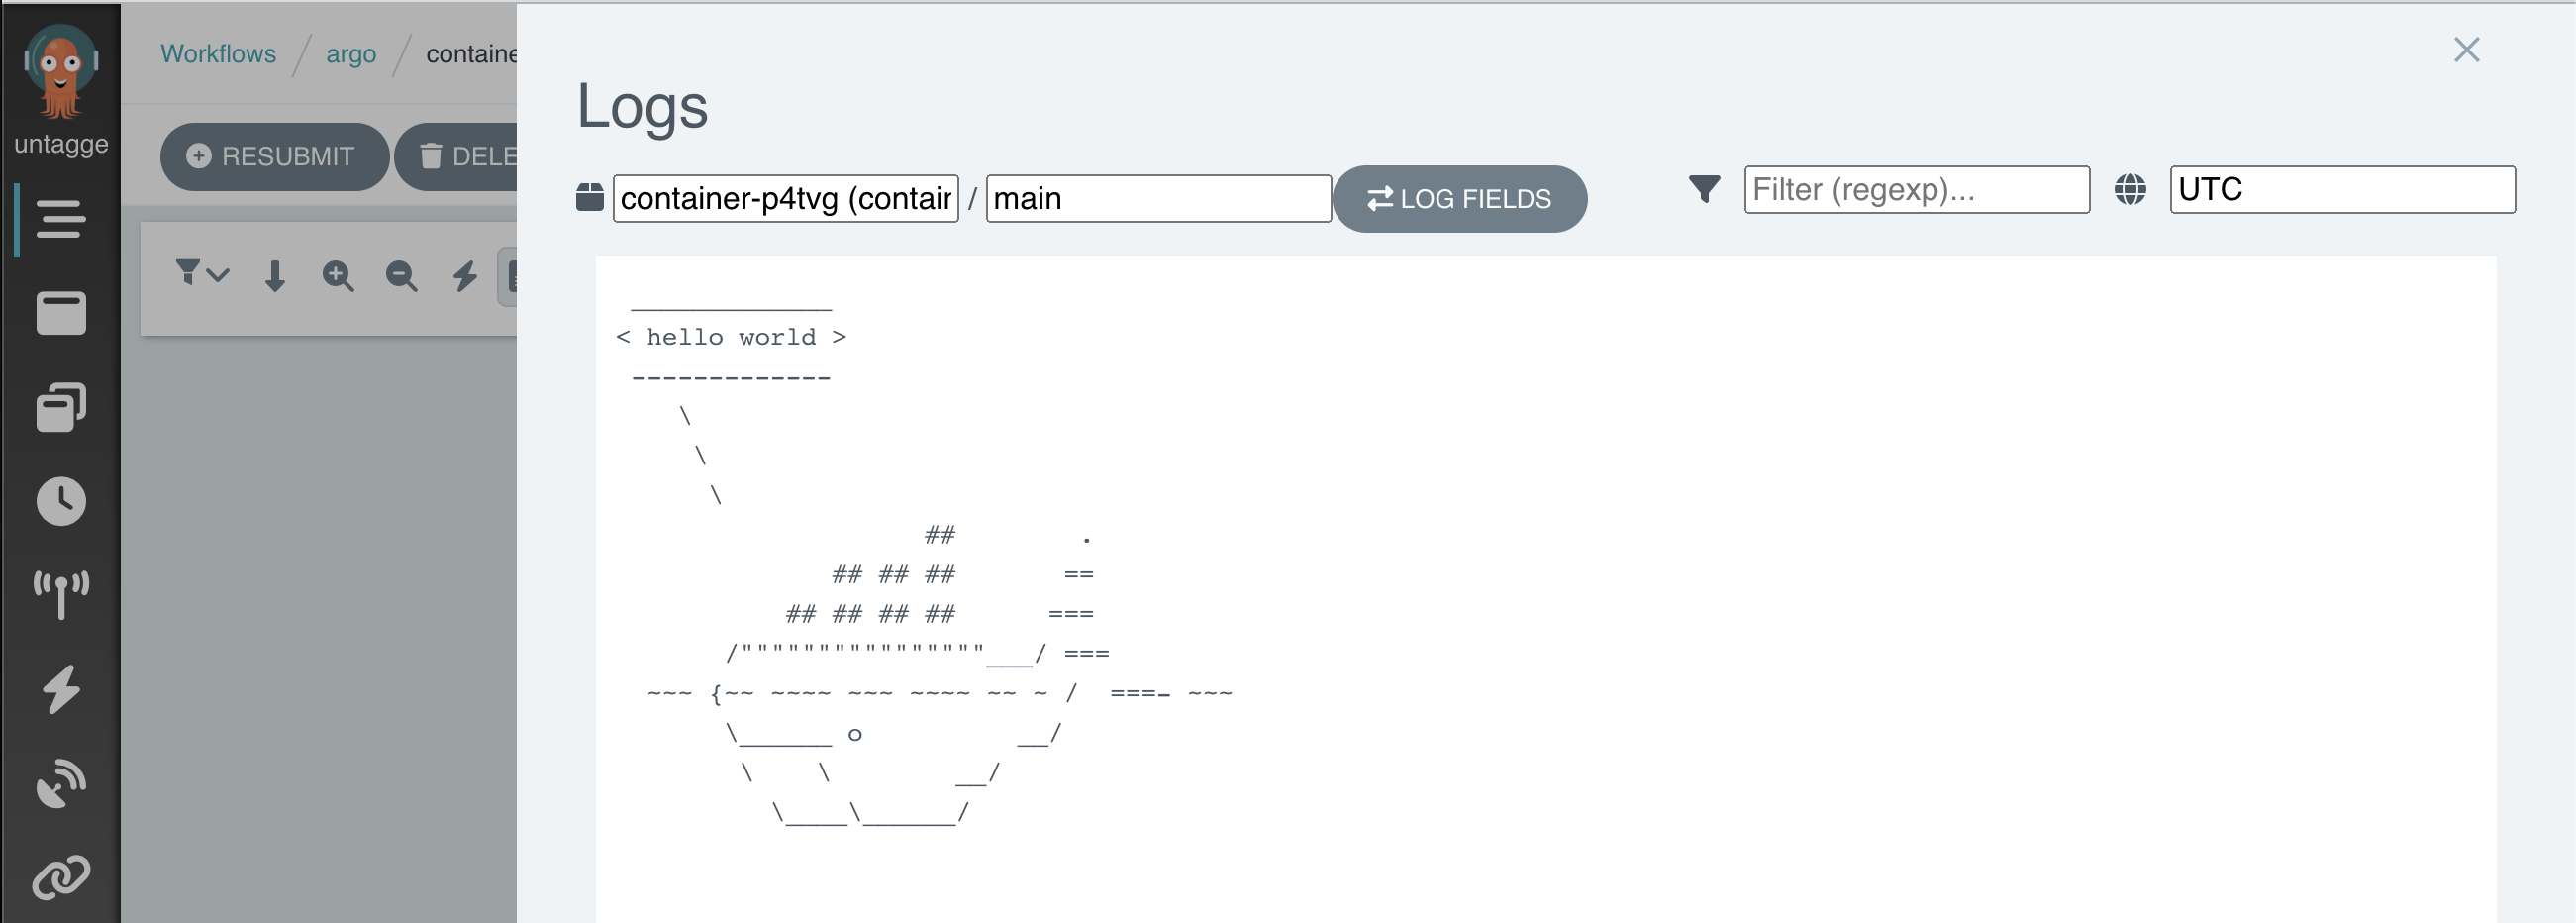 untagge
Workflows / argo / containe
RESUBMIT DELE
Logs
container-p4tvg (contair / main LOG FIELDS Filter (regexp)... UTC
 _____________
< hello world >
 -------------
    \
     \
      \
                    ##        .
              ## ## ##       ==
           ## ## ## ##      ===
       /""""""""""""""""___/ ===
  ~~~ {~~ ~~~~ ~~~ ~~~~ ~~ ~ /  ===- ~~~
       \______ o          __/
        \    \        __/
          \____\______/